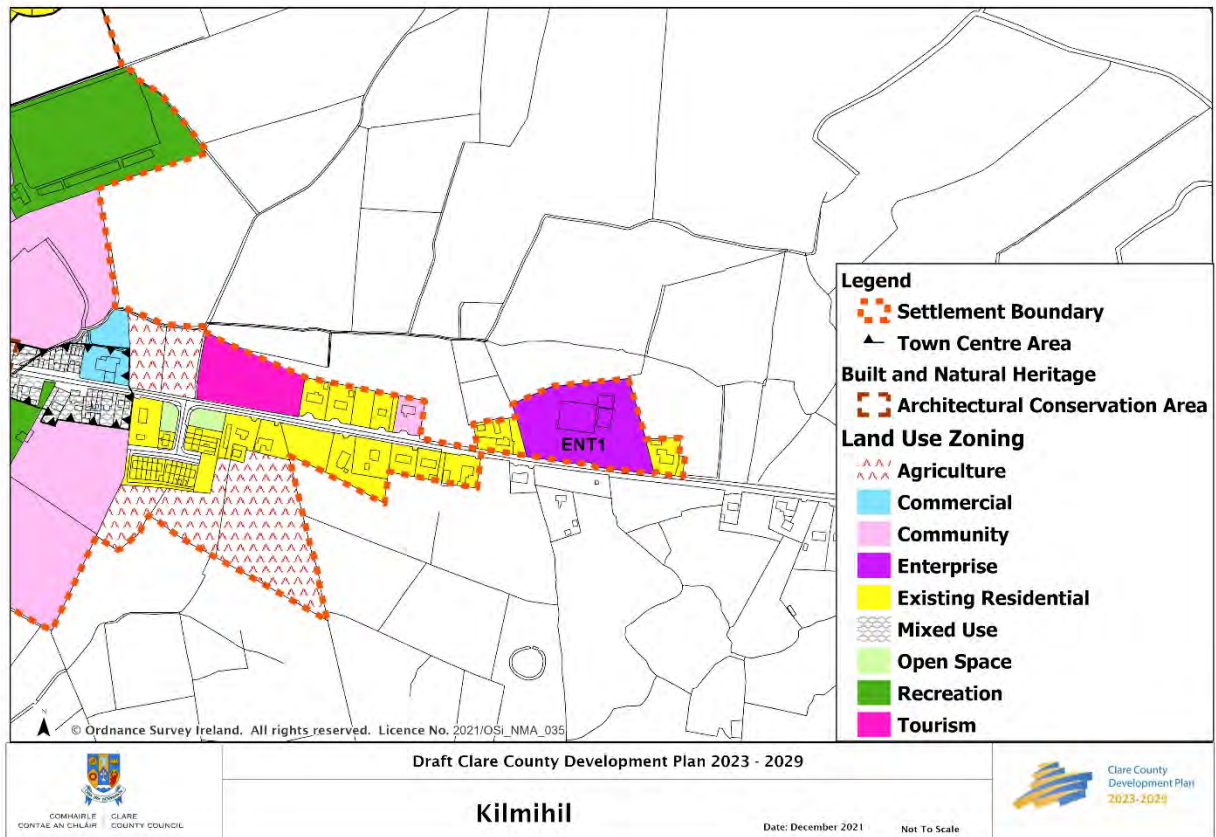 ENT1
Legend
Settlement Boundary
Town Centre Area
Built and Natural Heritage
Architectural Conservation Area
Land Use Zoning
Agriculture
Commercial
Community
Enterprise
Existing Residential
Mixed Use
Open Space
Recreation
Tourism
N
© Ordnance Survey Ireland. All rights reserved. Licence No. 2021/OSi_NMA_035
COMHAIRLE CLARE
CONTAE AN CHLÁIR COUNTY COUNCIL
Draft Clare County Development Plan 2023 - 2029
Kilmihil
Date: December 2021 Not To Scale
Clare County
Development Plan
2023-2029